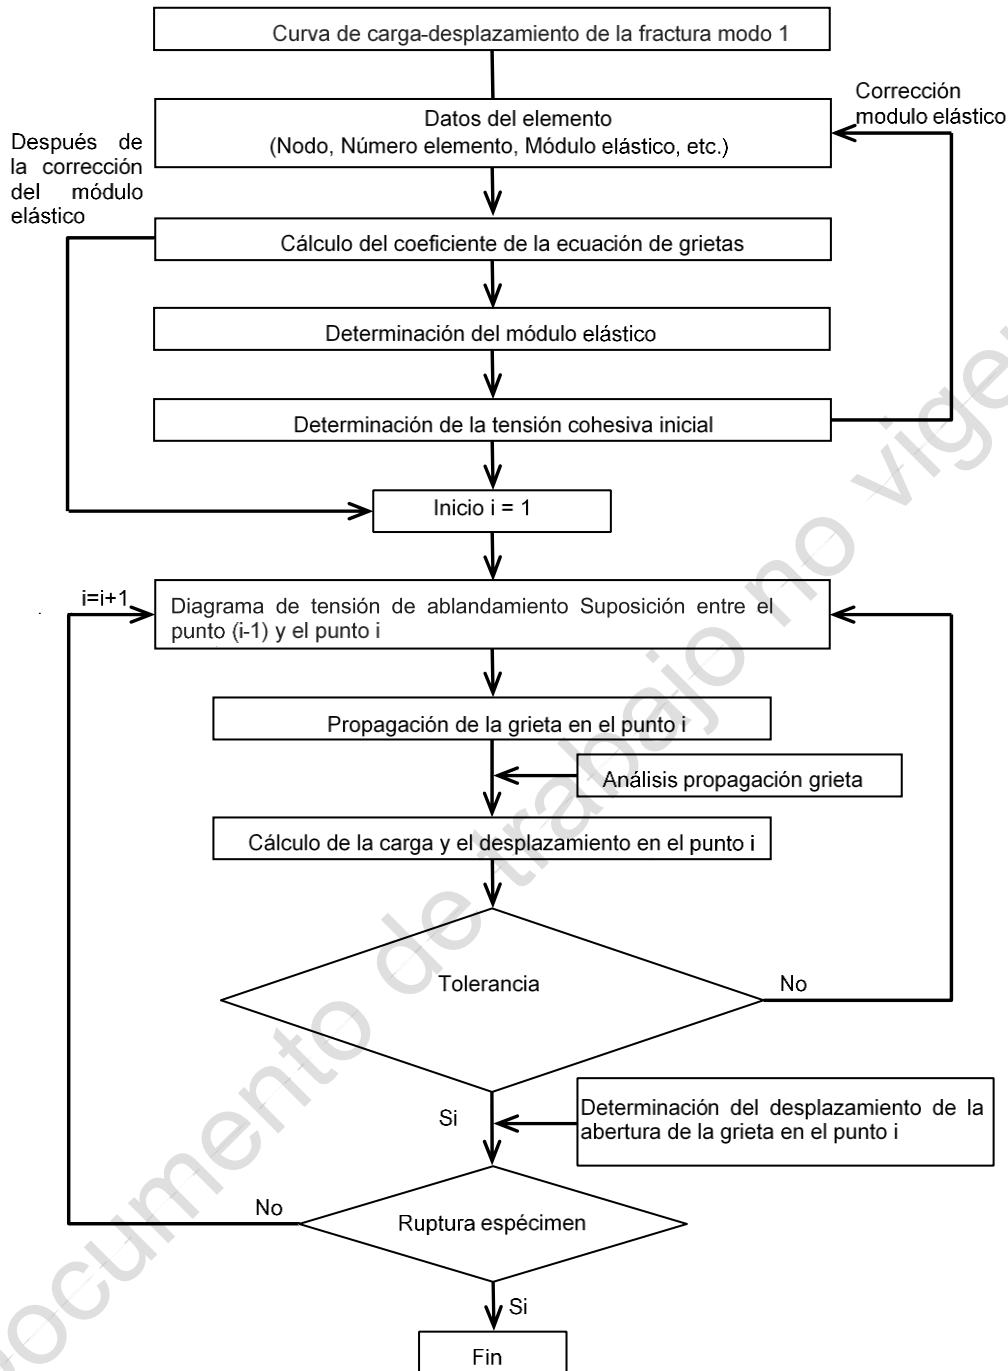 Curva de carga-desplazamiento de la fractura modo 1
Corrección
modulo elástico
Datos del elemento
(Nodo, Número elemento, Módulo elástico, etc.)
Después de
la corrección
del módulo
elástico
Cálculo del coeficiente de la ecuación de grietas
Determinación del módulo elástico
Determinación de la tensión cohesiva inicial
Inicio i = 1
i=i+1
Diagrama de tensión de ablandamiento Suposición entre el
punto (i-1) y el punto i
Propagación de la grieta en el punto i
Análisis propagación grieta
Cálculo de la carga y el desplazamiento en el punto i
Tolerancia
No
Si
Determinación del desplazamiento de la
abertura de la grieta en el punto i
No
Ruptura espécimen
Si
Fin
ocumento de trabajo no vige